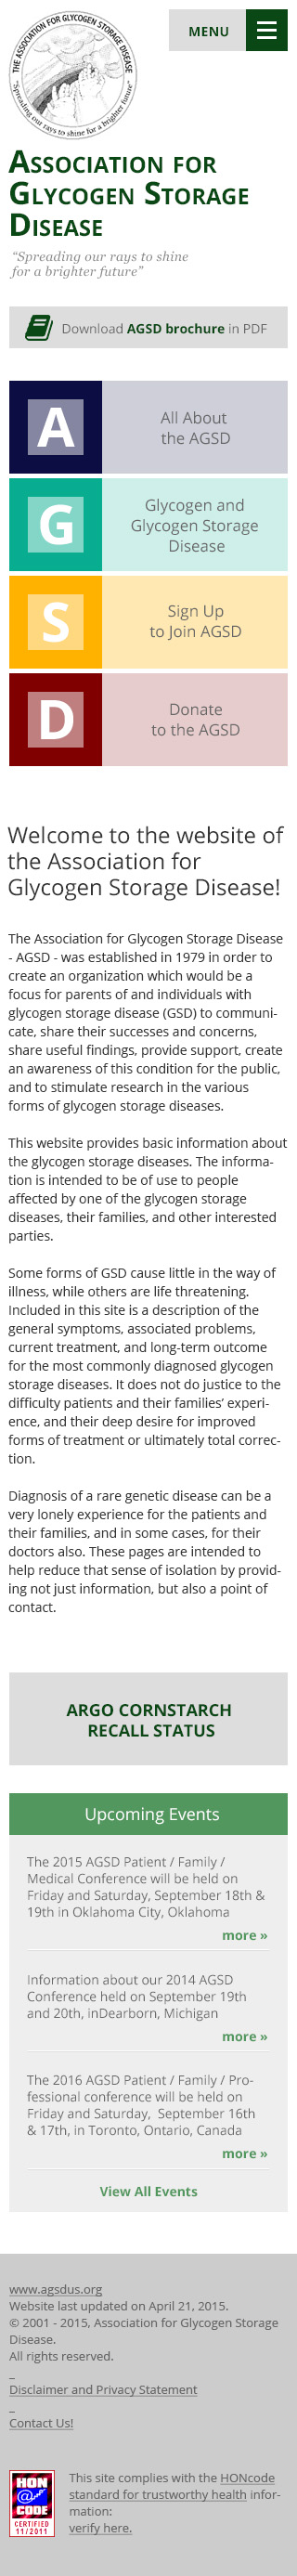 THE ASSOCIATION FOR GLYCOGEN STORAGE DISEASE
"Spreading our rays to shine for a brighter future"
MENU
Association for
Glycogen Storage
Disease
“Spreading our rays to shine
for a brighter future”
Download AGSD brochure in PDF
A
All About
the AGSD
G
Glycogen and
Glycogen Storage
Disease
S
Sign Up
to Join AGSD
D
Donate
to the AGSD
Welcome to the website of
the Association for
Glycogen Storage Disease!
The Association for Glycogen Storage Disease
- AGSD - was established in 1979 in order to
create an organization which would be a
focus for parents of and individuals with
glycogen storage disease (GSD) to communi-
cate, share their successes and concerns,
share useful findings, provide support, create
an awareness of this condition for the public,
and to stimulate research in the various
forms of glycogen storage diseases.
This website provides basic information about
the glycogen storage diseases. The informa-
tion is intended to be of use to people
affected by one of the glycogen storage
diseases, their families, and other interested
parties.
Some forms of GSD cause little in the way of
illness, while others are life threatening.
Included in this site is a description of the
general symptoms, associated problems,
current treatment, and long-term outcome
for the most commonly diagnosed glycogen
storage diseases. It does not do justice to the
difficulty patients and their families’ experi-
ence, and their deep desire for improved
forms of treatment or ultimately total correc-
tion.
Diagnosis of a rare genetic disease can be a
very lonely experience for the patients and
their families, and in some cases, for their
doctors also. These pages are intended to
help reduce that sense of isolation by provid-
ing not just information, but also a point of
contact.
ARGO CORNSTARCH
RECALL STATUS
Upcoming Events
The 2015 AGSD Patient / Family /
Medical Conference will be held on
Friday and Saturday, September 18th &
19th in Oklahoma City, Oklahoma
more »
Information about our 2014 AGSD
Conference held on September 19th
and 20th, inDearborn, Michigan
more »
The 2016 AGSD Patient / Family / Pro-
fessional conference will be held on
Friday and Saturday, September 16th
& 17th, in Toronto, Ontario, Canada
more »
View All Events
www.agsdus.org
Website last updated on April 21, 2015.
© 2001 - 2015, Association for Glycogen Storage
Disease.
All rights reserved.
Disclaimer and Privacy Statement
Contact Us!
HON
@
CODE
CERTIFIED
11/2011
This site complies with the HONcode
standard for trustworthy health infor-
mation:
verify here.